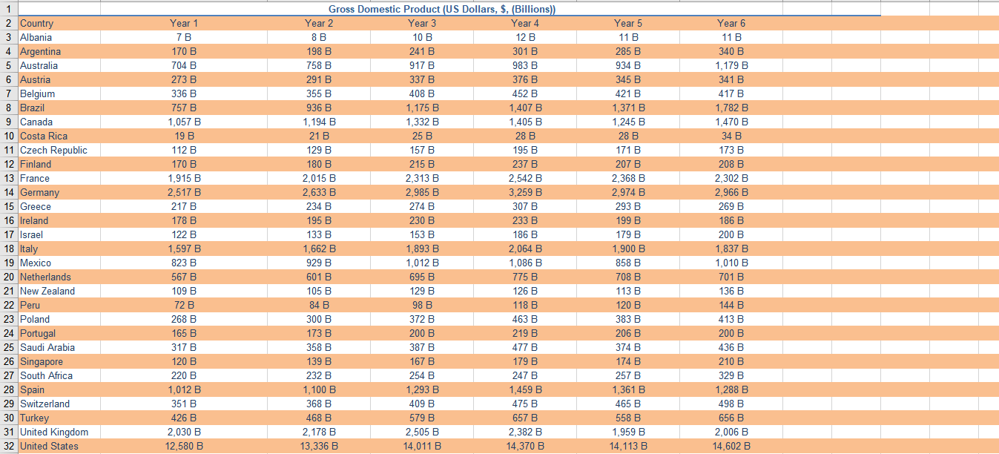 1 Gross Domestic Product (US Dollars, $, (Billions))
2 Country Year 1 Year 2 Year 3 Year 4 Year 5 Year 6
3 Albania 7 B 8 B 10 B 12 B 11 B 11 B
4 Argentina 170 B 198 B 241 B 301 B 285 B 340 B
5 Australia 704 B 758 B 917 B 983 B 934 B 1,179 B
6 Austria 273 B 291 B 337 B 376 B 345 B 341 B
7 Belgium 336 B 355 B 408 B 452 B 421 B 417 B
8 Brazil 757 B 936 B 1,175 B 1,407 B 1,371 B 1,782 B
9 Canada 1,057 B 1,194 B 1,332 B 1,405 B 1,245 B 1,470 B
10 Costa Rica 19 B 21 B 25 B 28 B 28 B 34 B
11 Czech Republic 112 B 129 B 157 B 195 B 171 B 173 B
12 Finland 170 B 180 B 215 B 237 B 207 B 208 B
13 France 1,915 B 2,015 B 2,313 B 2,542 B 2,368 B 2,302 B
14 Germany 2,517 B 2,633 B 2,985 B 3,259 B 2,974 B 2,966 B
15 Greece 217 B 234 B 274 B 307 B 293 B 269 B
16 Ireland 178 B 195 B 230 B 233 B 199 B 186 B
17 Israel 122 B 133 B 153 B 186 B 179 B 200 B
18 Italy 1,597 B 1,662 B 1,893 B 2,064 B 1,900 B 1,837 B
19 Mexico 823 B 929 B 1,012 B 1,086 B 858 B 1,010 B
20 Netherlands 567 B 601 B 695 B 775 B 708 B 701 B
21 New Zealand 109 B 105 B 129 B 126 B 113 B 136 B
22 Peru 72 B 84 B 98 B 118 B 120 B 144 B
23 Poland 268 B 300 B 372 B 463 B 383 B 413 B
24 Portugal 165 B 173 B 200 B 219 B 206 B 200 B
25 Saudi Arabia 317 B 358 B 387 B 477 B 374 B 436 B
26 Singapore 120 B 139 B 167 B 179 B 174 B 210 B
27 South Africa 220 B 232 B 254 B 247 B 257 B 329 B
28 Spain 1,012 B 1,100 B 1,293 B 1,459 B 1,361 B 1,288 B
29 Switzerland 351 B 368 B 409 B 475 B 465 B 498 B
30 Turkey 426 B 468 B 579 B 657 B 558 B 656 B
31 United Kingdom 2,030 B 2,178 B 2,505 B 2,382 B 1,959 B 2,006 B
32 United States 12,580 B 13,336 B 14,011 B 14,370 B 14,113 B 14,602 B